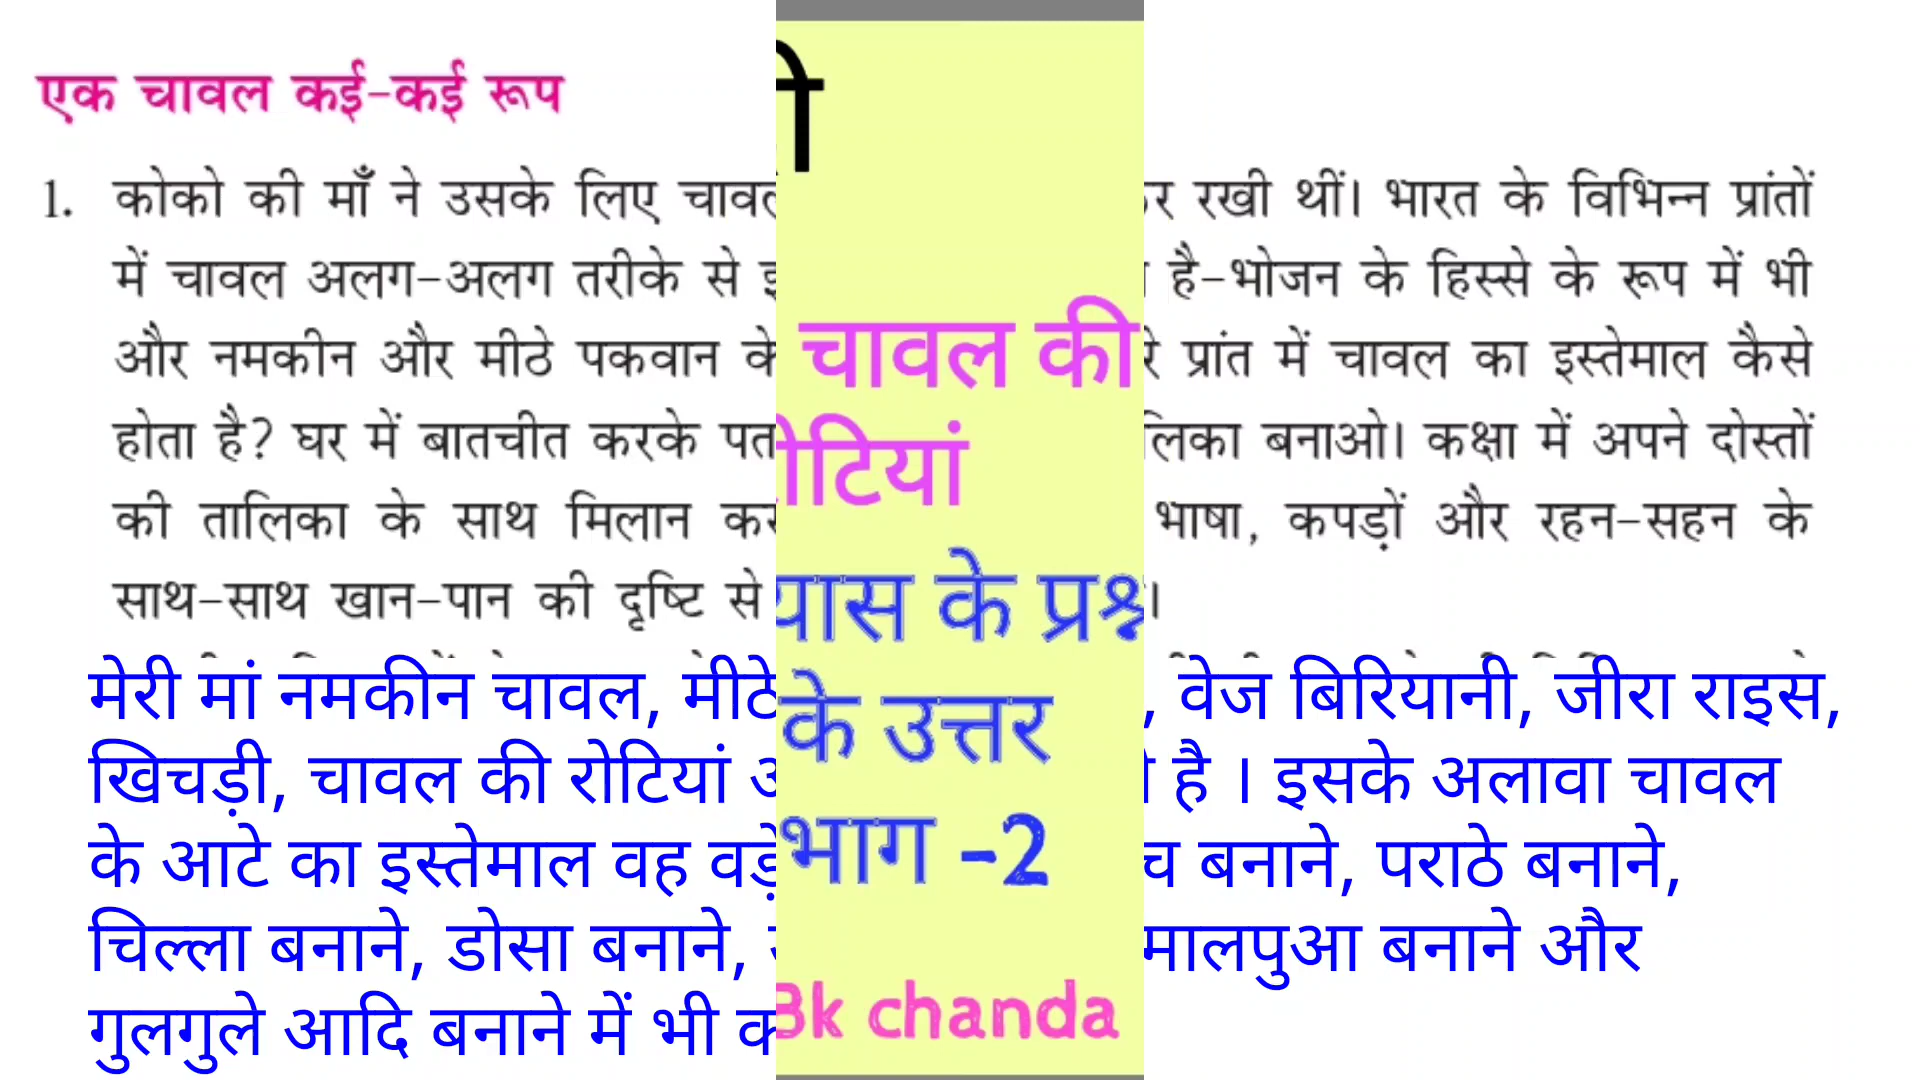 एक चावल कई-कई रूप
1. कोको की माँ ने उसके लिए रखी थीं। भारत के विभिन्न प्रांतों
में चावल अलग-अलग तरीके से है-भोजन के हिस्से के रूप में भी
और नमकीन और मीठे पकवान प्रांत में चावल का इस्तेमाल कैसे
होता है? घर में बातचीत करके बनाओ। कक्षा में अपने दोस्तों
की तालिका के साथ मिलान भाषा, कपड़ों और रहन-सहन के
साथ-साथ खान-पान की दृष्टि से
मेरी मां नमकीन चावल, वेज बिरियानी, जीरा राइस,
खिचड़ी, चावल की रोटियां है । इसके अलावा चावल
के आटे का इस्तेमाल वह बनाने, पराठे बनाने,
चिल्ला बनाने, डोसा बनाने, मालपुआ बनाने और
गुलगुले आदि बनाने में भी
चावल की
के प्रश्न
के उत्तर
भाग -2
Bk chanda